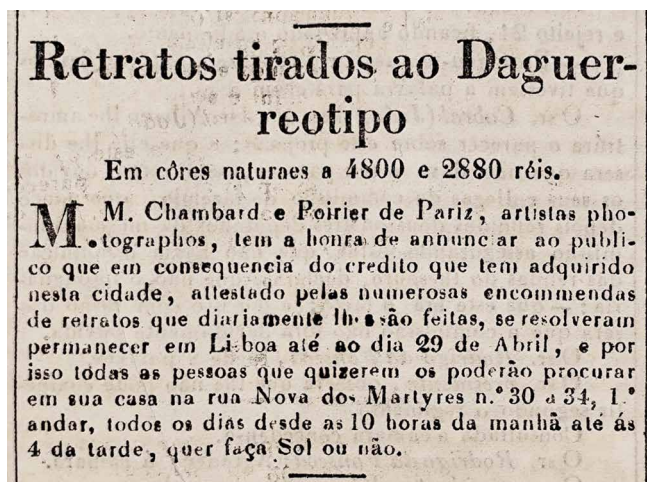 Retratos tirados ao Daguer-
reotipo
Em côres naturaes a 4800 e 2880 réis.
M. M. Chambard e Poirier de Pariz, artistas pho-
tographos, tem a honra de annunciar ao publi-
co que em consequencia do credito que tem adquirido
nesta cidade, attestado pelas numerosas encommendas
de retratos que diariamente lhes são feitas, se resolveram
permanecer em Lisboa até ao dia 29 de Abril, e por
isso todas as pessoas que quizerem os poderão procurar
em sua casa na rua Nova dos Martyres n.º 30 a 34, 1.º
andar, todos os dias desde as 10 horas da manhã até ás
4 da tarde, quer faça Sol ou não.